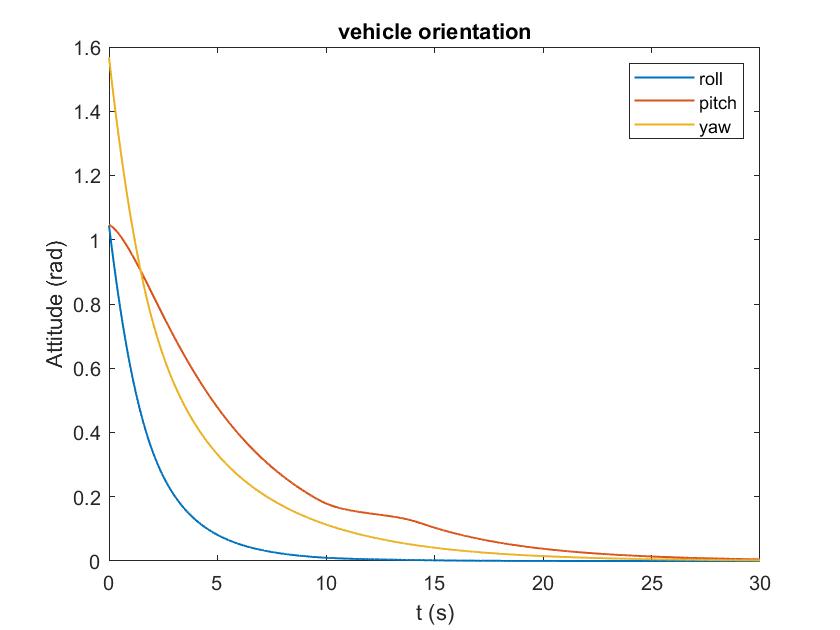 vehicle orientation
roll
pitch
yaw
1.6
1.4
1.2
1
0.8
0.6
0.4
0.2
0
Attitude (rad)
0 5 10 15 20 25 30
t (s)